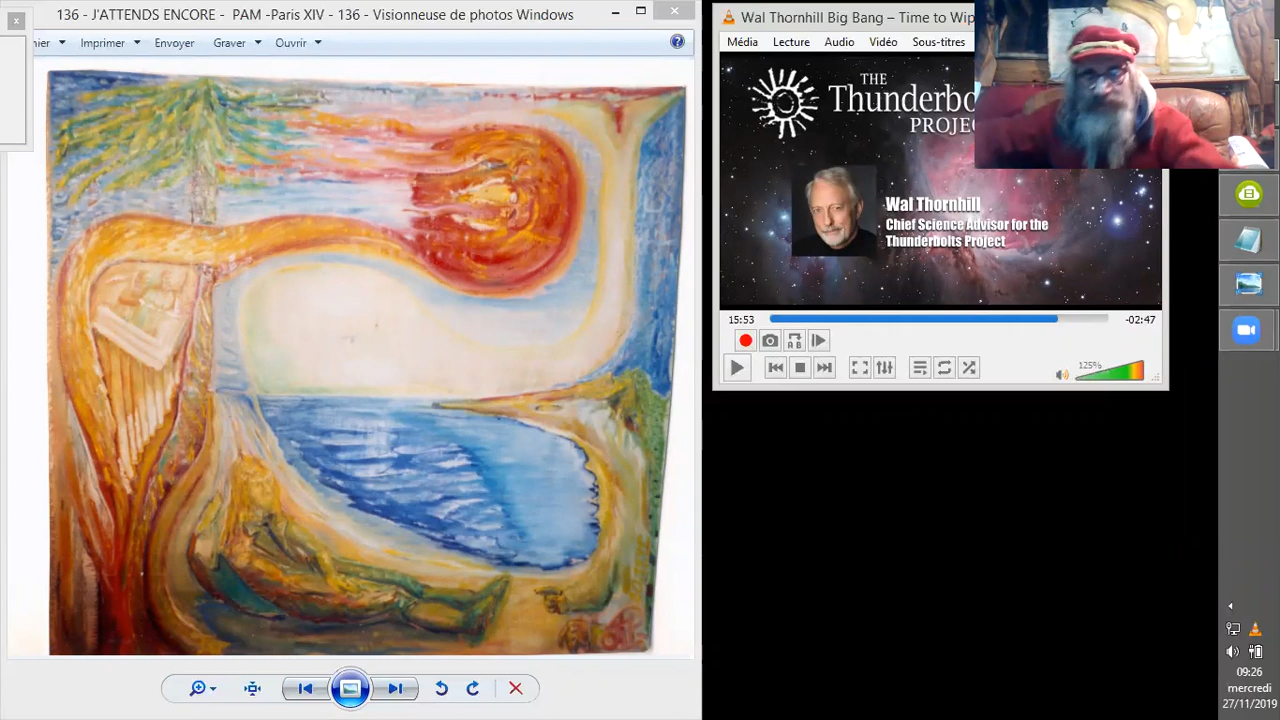 136 - J'ATTENDS ENCORE - PAM -Paris XIV - 136 - Visionneuse de photos Windows
Imprimer Envoyer Graver Ouvrir
Wal Thornhill Big Bang – Time to Wip
Média Lecture Audio Vidéo Sous-titres
THE
PROJEC
Wal Thornhill
Chief Science Advisor for the
Thunderbolts Project
15:53 -02:47
125%
09:26
mercredi
27/11/2019